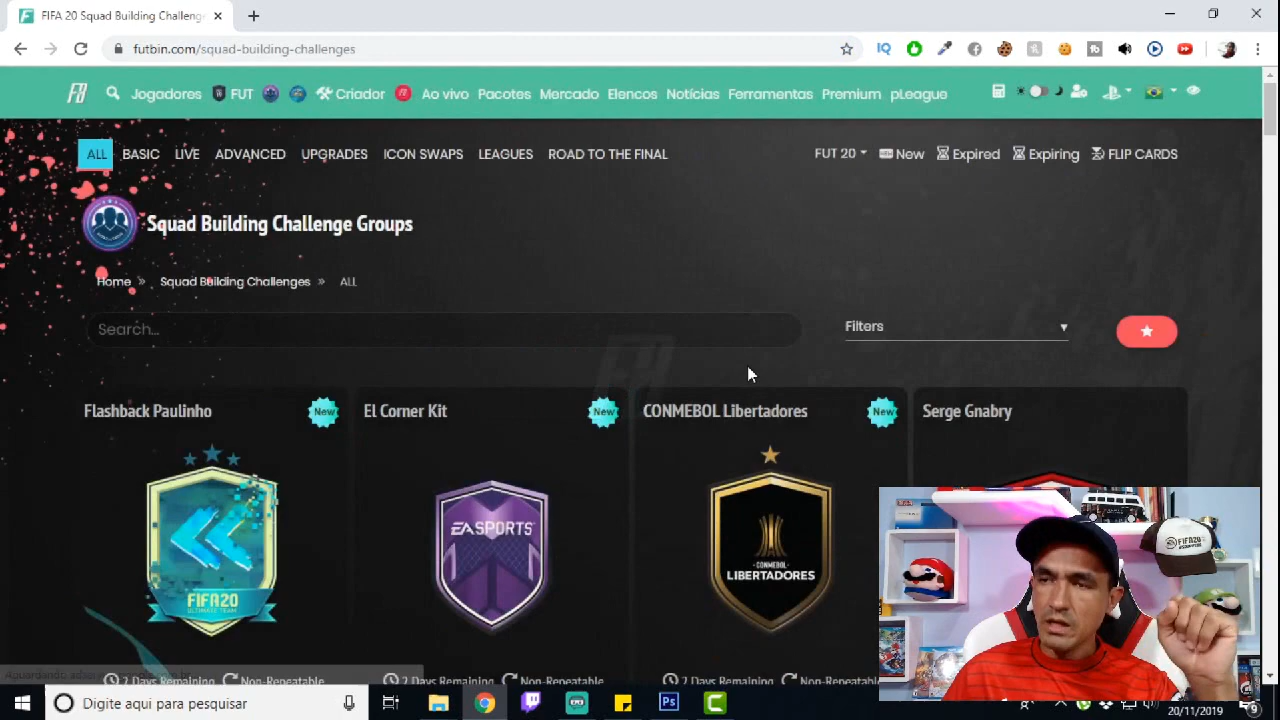 FIFA 20 Squad Building Challeng
futbin.com/squad-building-challenges
Jogadores FUT Criador Ao vivo Pacotes Mercado Elencos Notícias Ferramentas Premium pLeague
ALL BASIC LIVE ADVANCED UPGRADES ICON SWAPS LEAGUES ROAD TO THE FINAL FUT 20 New Expired Expiring FLIP CARDS
Squad Building Challenge Groups
Home » Squad Building Challenges » ALL
Search...
Filters
Flashback Paulinho New El Corner Kit New CONMEBOL Libertadores New Serge Gnabry
EA SPORTS
CONMEBOL
LIBERTADORES
FIFA20
ULTIMATE TEAM
FIFA20
2 Days Remaining Non-Repeatable 2 Days Remaining Non-Repeatable 2 Days Remaining
Digite aqui para pesquisar
20/11/2019